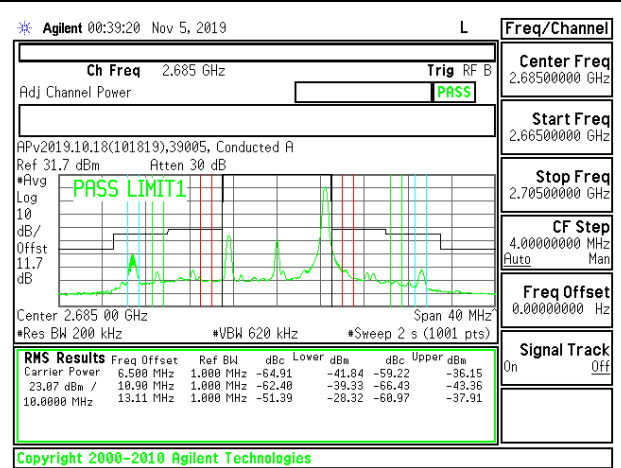 Agilent 00:39:20 Nov 5, 2019 L
Freq/Channel
Ch Freq 2.685 GHz Trig RF B
Adj Channel Power PASS
APv2019.10.18(101819),39005, Conducted A
Ref 31.7 dBm Atten 30 dB
#Avg
Log
10
dB/
Offst
11.7
dB
PASS LIMIT1
Center 2.685 00 GHz Span 40 MHz^
#Res BW 200 kHz #VBW 620 kHz #Sweep 2 s (1001 pts)
RMS Results Freq Offset Ref BW dBc Lower dBm dBc Upper dBm
Carrier Power 6.500 MHz 1.000 MHz -64.91 -41.84 -59.22 -36.15
23.07 dBm / 10.90 MHz 1.000 MHz -62.40 -39.33 -66.43 -43.36
10.0000 MHz 13.11 MHz 1.000 MHz -51.39 -28.32 -60.97 -37.91
Center Freq
2.68500000 GHz
Start Freq
2.66500000 GHz
Stop Freq
2.70500000 GHz
CF Step
4.00000000 MHz
Auto Man
Freq Offset
0.00000000 Hz
Signal Track
On Off
Copyright 2000-2010 Agilent Technologies